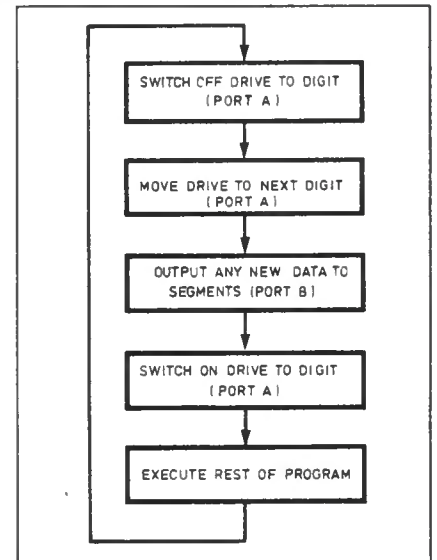 SWITCH OFF DRIVE TO DIGIT
(PORT A)
MOVE DRIVE TO NEXT DIGIT
(PORT A)
OUTPUT ANY NEW DATA TO
SEGMENTS (PORT B)
SWITCH ON DRIVE TO DIGIT
(PORT A)
EXECUTE REST OF PROGRAM